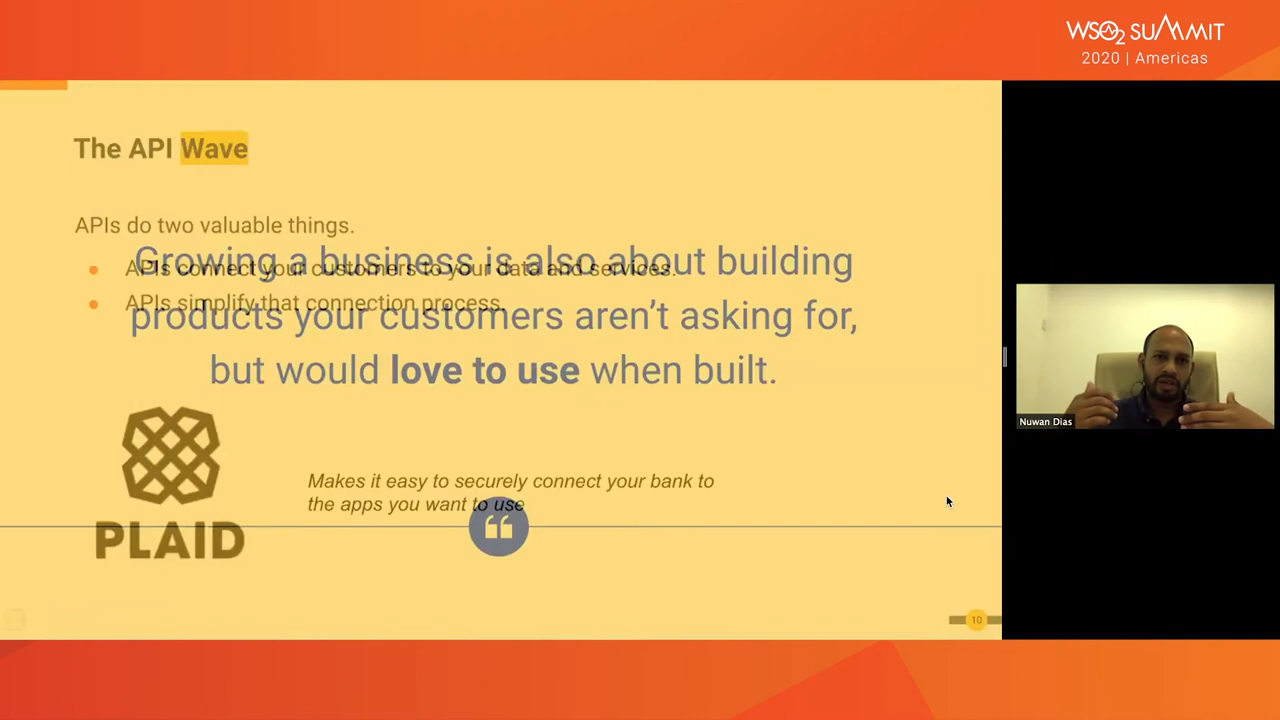 WSO2 SUMMIT
2020 | Americas
The API Wave
APIs do two valuable things.
APIs connect your customers to your data and services.
APIs simplify that connection process.
Growing a business is also about building
products your customers aren't asking for,
but would love to use when built.
PLAID
Makes it easy to securely connect your bank to
the apps you want to use
“
10
Nuwan Dias